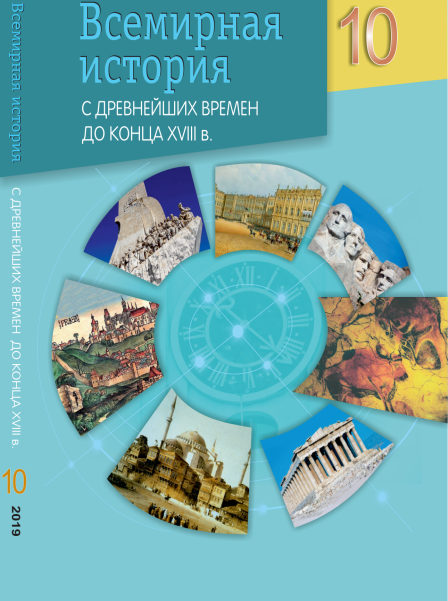 Всемирная
история
10
С ДРЕВНЕЙШИХ ВРЕМЕН
ДО КОНЦА XVIII в.
Всемирная история
С ДРЕВНЕЙШИХ ВРЕМЕН ДО КОНЦА XVIII в.
10
2019